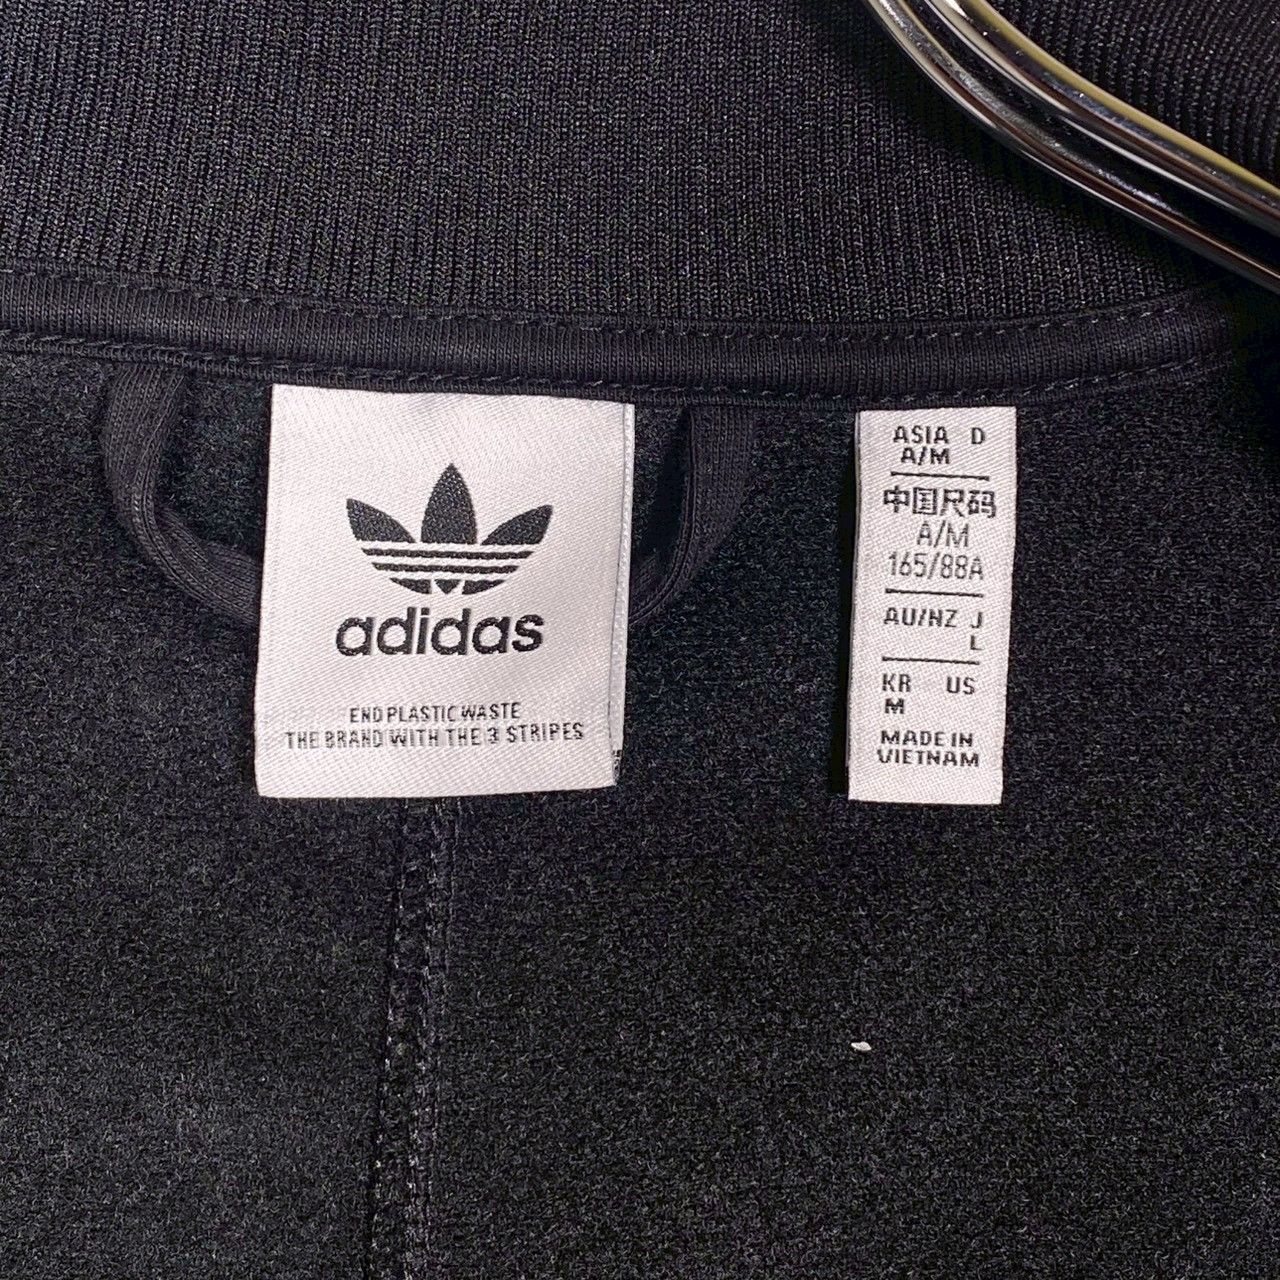 adidas
END PLASTIC WASTE
THE BRAND WITH THE 3 STRIPES
ASIA D
A/M
中国尺码
A/M
165/88A
AU/NZ J
L
KR US
M
MADE IN
VIETNAM